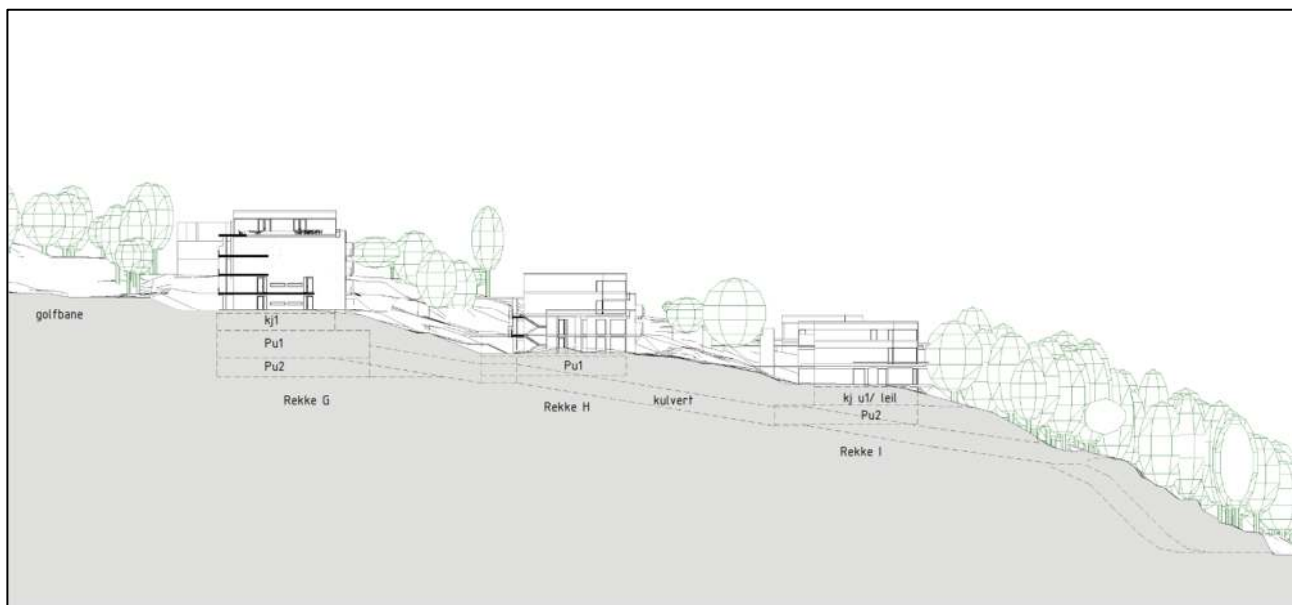 golfbane
kj1
Pu1
Pu2
Rekke G
Pu1
Rekke H
kulvert
kj u1/ leil
Pu2
Rekke I